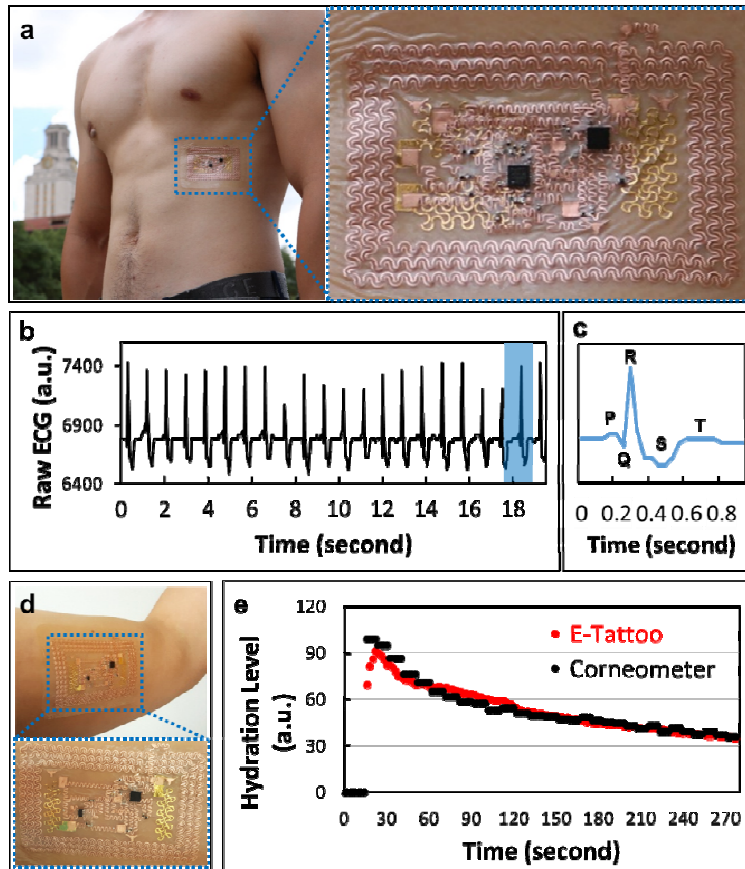 a
G E
b
7400
6900
6400
Raw ECG (a.u.)
0 2 4 6 8 10 12 14 16 18
Time (second)
c
R
P
T
S
Q
0 0.2 0.4 0.6 0.8
Time (second)
d
e
120
90
60
30
0
Hydration Level
(a.u.)
E-Tattoo
Corneometer
0 30 60 90 120 150 180 210 240 270
Time (second)